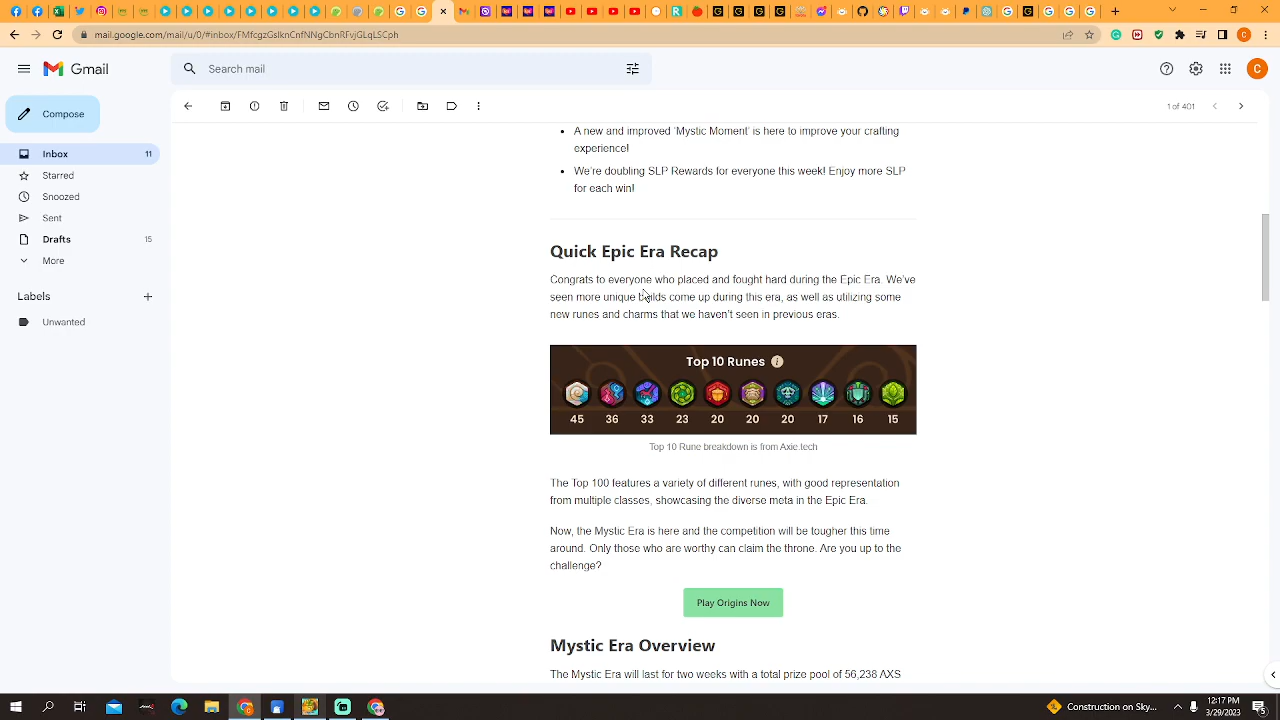 mail.google.com/mail/u/0/#inbox/FMfcgzGslknCnfNNgCbnRFvjGLqLSCph
Gmail
Search mail
C
Compose
1 of 401
Inbox 11
Starred
Snoozed
Sent
Drafts 15
More
Labels
Unwanted
A new and improved 'Mystic Moment' is here to improve your crafting
experience!
We're doubling SLP Rewards for everyone this week! Enjoy more SLP
for each win!
Quick Epic Era Recap
Congrats to everyone who placed and fought hard during the Epic Era. We've
seen more unique builds come up during this era, as well as utilizing some
new runes and charms that we haven't seen in previous eras.
Top 10 Runes
45 36 33 23 20 20 20 17 16 15
Top 10 Rune breakdown is from Axie.tech
The Top 100 features a variety of different runes, with good representation
from multiple classes, showcasing the diverse meta in the Epic Era.
Now, the Mystic Era is here and the competition will be tougher this time
around. Only those who are worthy can claim the throne. Are you up to the
challenge?
Play Origins Now
Mystic Era Overview
The Mystic Era will last for two weeks with a total prize pool of 56,238 AXS
Construction on Sky...
12:17 PM
3/29/2023